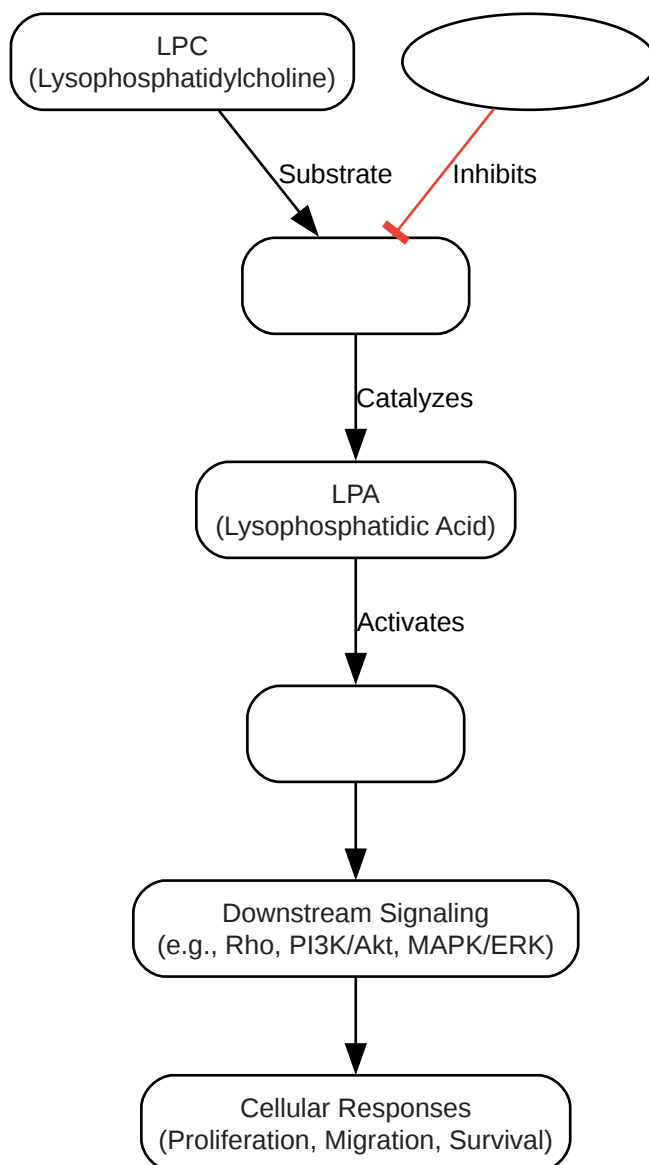 LPC
(Lysophosphatidylcholine)
Substrate
Inhibits
Catalyzes
LPA
(Lysophosphatidic Acid)
Activates
Downstream Signaling
(e.g., Rho, PI3K/Akt, MAPK/ERK)
Cellular Responses
(Proliferation, Migration, Survival)